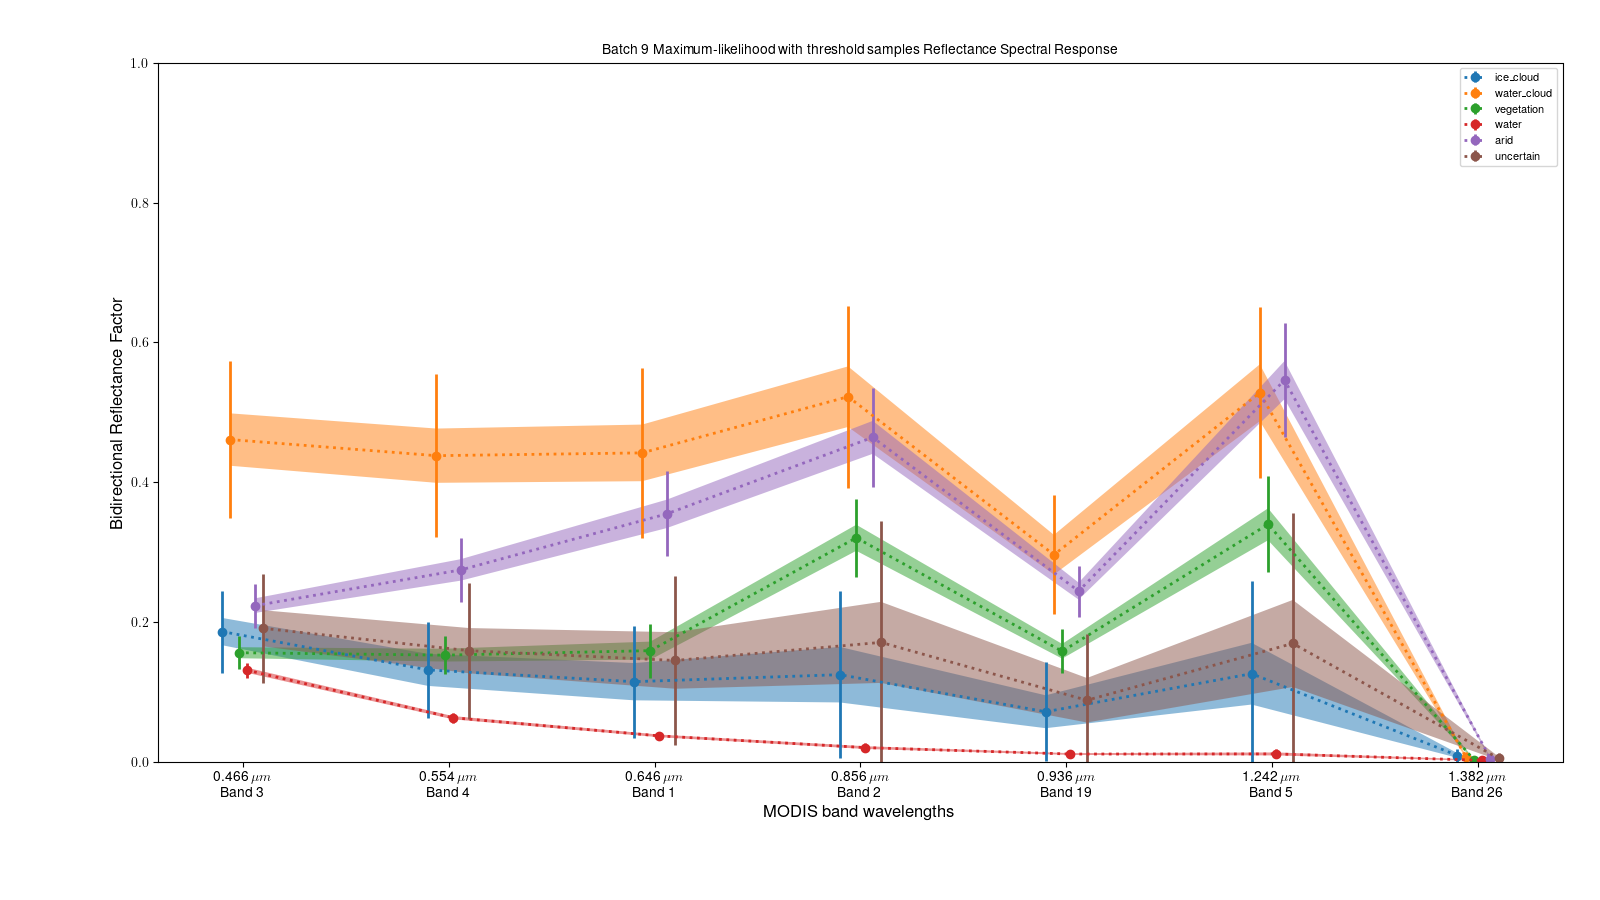 Batch 9 Maximum-likelihood with threshold samples Reflectance Spectral Response
ice_cloud
water_cloud
vegetation
water
arid
uncertain
Bidirectional Reflectance Factor
1.0
0.8
0.6
0.4
0.2
0.0
0.466 μm
Band 3
0.554 μm
Band 4
0.646 μm
Band 1
0.856 μm
Band 2
0.936 μm
Band 19
1.242 μm
Band 5
1.382 μm
Band 26
MODIS band wavelengths